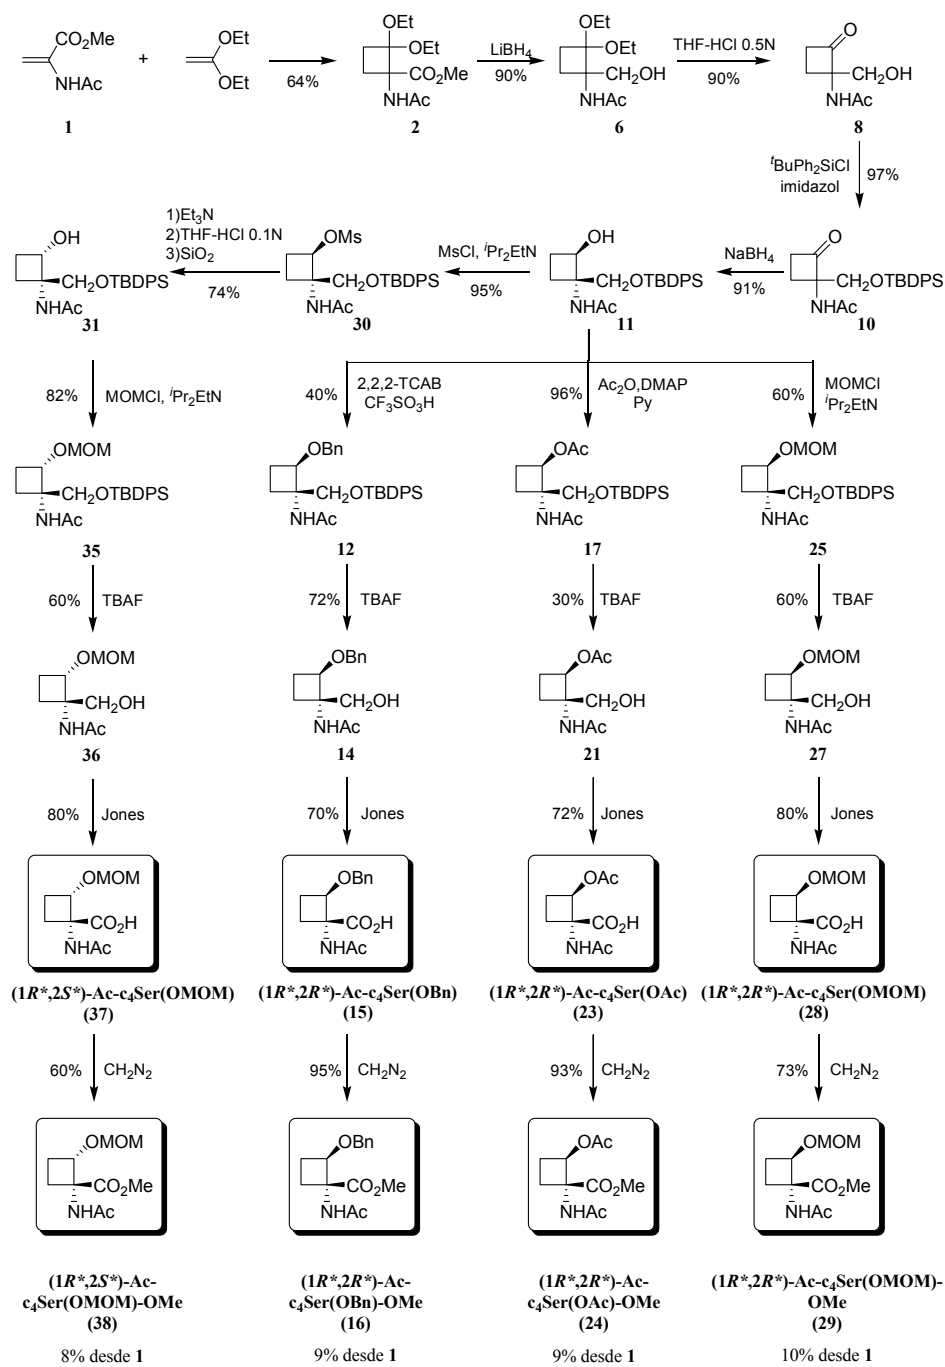 CO₂Me
NHAc
1
+
OEt
OEt
64%
OEt
OEt
CO₂Me
NHAc
2
LiBH₄
90%
OEt
OEt
CH₂OH
NHAc
6
THF-HCl 0.5N
90%
O
CH₂OH
NHAc
8
ᵗBuPh₂SiCl
imidazol
97%
OH
CH₂OTBDPS
NHAc
31
1)Et₃N
2)THF-HCl 0.1N
3)SiO₂
74%
OMs
CH₂OTBDPS
NHAc
30
MsCl, ⁱPr₂EtN
95%
OH
CH₂OTBDPS
NHAc
11
NaBH₄
91%
O
CH₂OTBDPS
NHAc
10
82%
MOMCl, ⁱPr₂EtN
40%
2,2,2-TCAB
CF₃SO₃H
96%
Ac₂O,DMAP
Py
60%
MOMCl
ⁱPr₂EtN
OMOM
CH₂OTBDPS
NHAc
35
OBn
CH₂OTBDPS
NHAc
12
OAc
CH₂OTBDPS
NHAc
17
OMOM
CH₂OTBDPS
NHAc
25
60% TBAF
72% TBAF
30% TBAF
60% TBAF
OMOM
CH₂OH
NHAc
36
OBn
CH₂OH
NHAc
14
OAc
CH₂OH
NHAc
21
OMOM
CH₂OH
NHAc
27
80% Jones
70% Jones
72% Jones
80% Jones
OMOM
CO₂H
NHAc
(1R*,2S*)-Ac-c₄Ser(OMOM)
(37)
OBn
CO₂H
NHAc
(1R*,2R*)-Ac-c₄Ser(OBn)
(15)
OAc
CO₂H
NHAc
(1R*,2R*)-Ac-c₄Ser(OAc)
(23)
OMOM
CO₂H
NHAc
(1R*,2R*)-Ac-c₄Ser(OMOM)
(28)
60% CH₂N₂
95% CH₂N₂
93% CH₂N₂
73% CH₂N₂
OMOM
CO₂Me
NHAc
(1R*,2S*)-Ac-
c₄Ser(OMOM)-OMe
(38)
8% desde 1
OBn
CO₂Me
NHAc
(1R*,2R*)-Ac-
c₄Ser(OBn)-OMe
(16)
9% desde 1
OAc
CO₂Me
NHAc
(1R*,2R*)-Ac-
c₄Ser(OAc)-OMe
(24)
9% desde 1
OMOM
CO₂Me
NHAc
(1R*,2R*)-Ac-c₄Ser(OMOM)-
OMe
(29)
10% desde 1